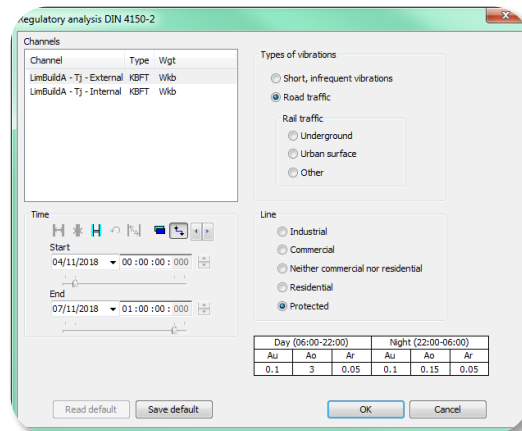 Regulatory analysis DIN 4150-2
Channels
Channel Type Wgt
LimBuildA - Tj - External KBFT Wkb
LimBuildA - Tj - Internal KBFT Wkb
Types of vibrations
Short, infrequent vibrations
Road traffic
Rail traffic
Underground
Urban surface
Other
Time
Start
04/11/2018 00 : 00 : 00 : 000
End
07/11/2018 01 : 00 : 00 : 000
Line
Industrial
Commercial
Neither commercial nor residential
Residential
Protected
Day (06:00-22:00) Night (22:00-06:00)
Au Ao Ar Au Ao Ar
0.1 3 0.05 0.1 0.15 0.05
Read default Save default OK Cancel